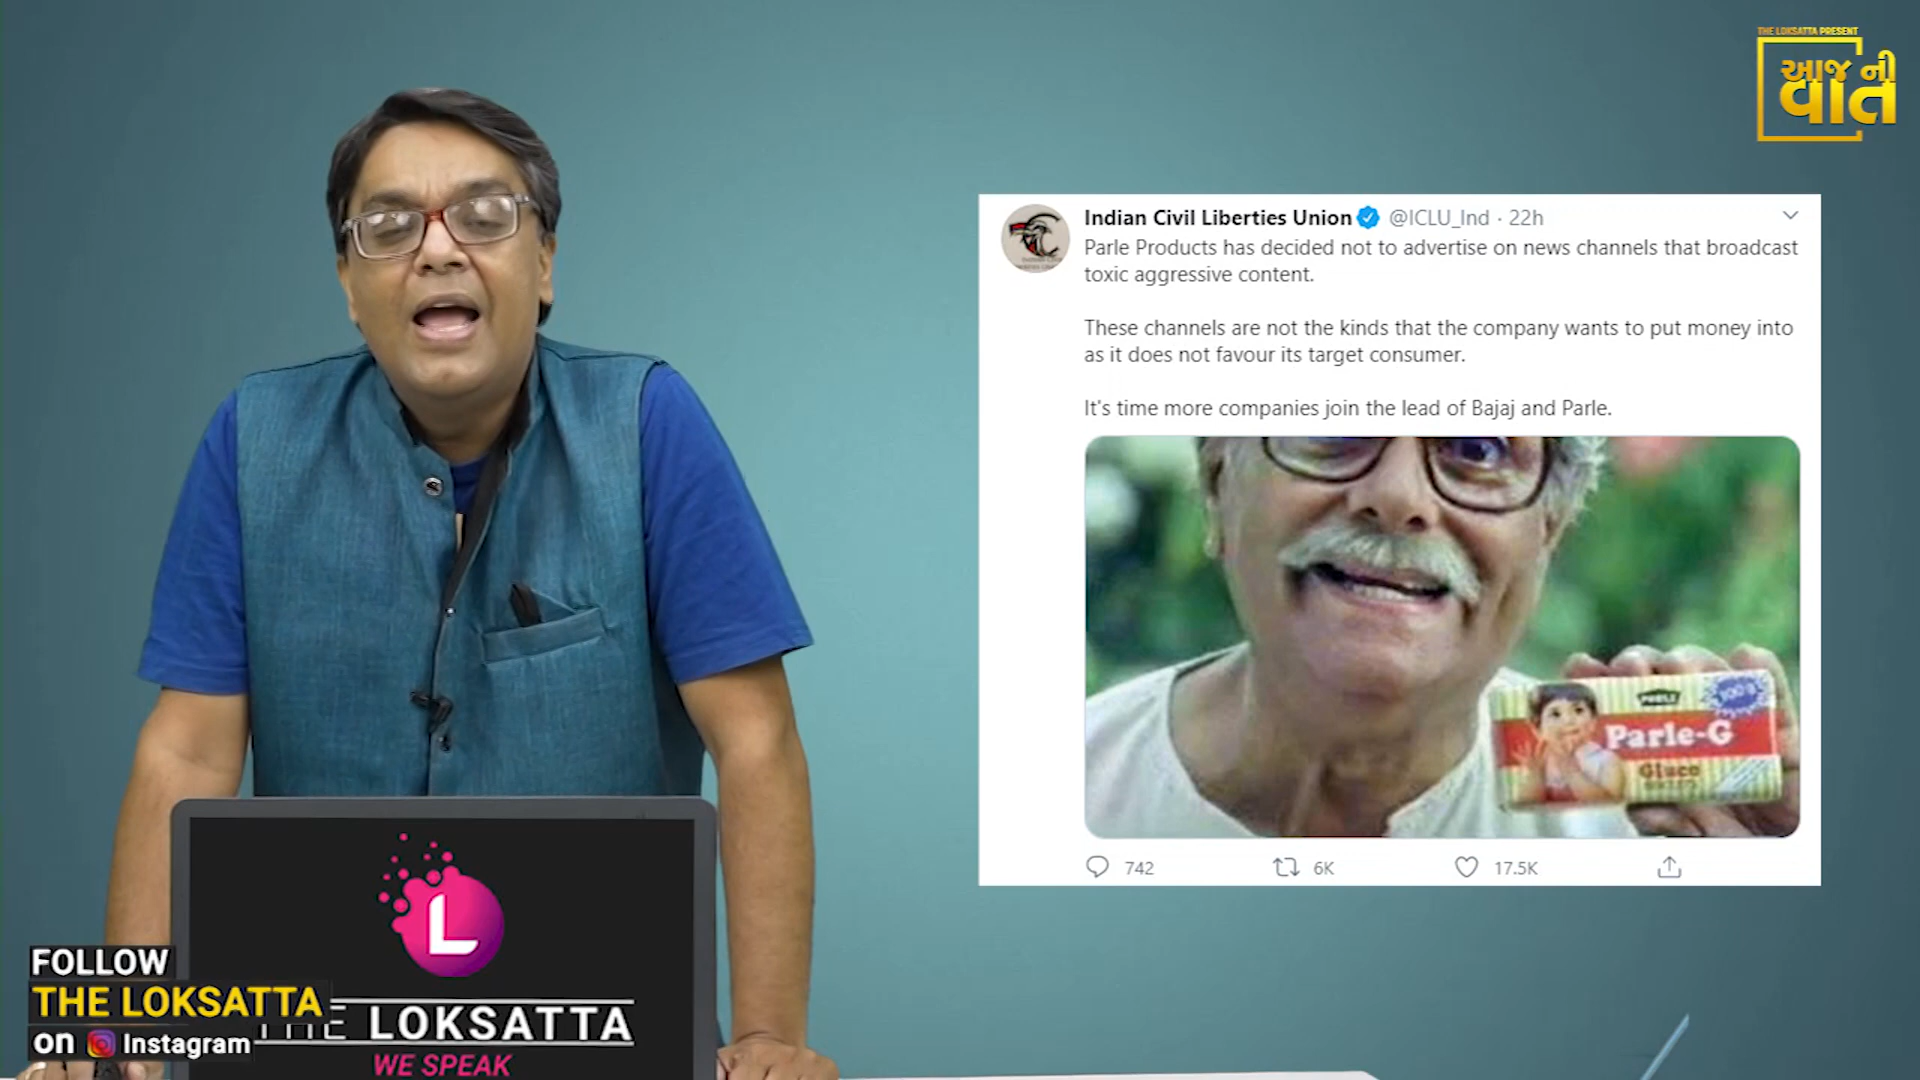 THE LOKSATTA PRESENT
આજ ની
વાત
Indian Civil Liberties Union @ICLU_Ind · 22h
Parle Products has decided not to advertise on news channels that broadcast
toxic aggressive content.
These channels are not the kinds that the company wants to put money into
as it does not favour its target consumer.
It's time more companies join the lead of Bajaj and Parle.
PARLE
100 g
Parle-G
Gluco
742
6K
17.5K
L
THE LOKSATTA
WE SPEAK
FOLLOW
THE LOKSATTA
on Instagram